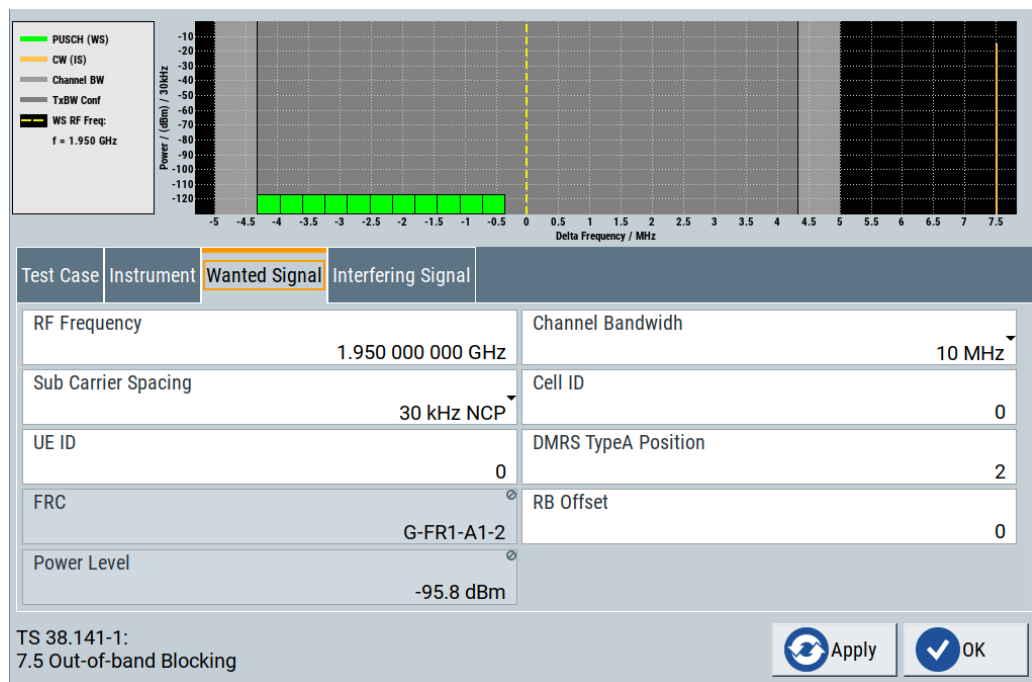 PUSCH (WS)
CW (IS)
Channel BW
TxBW Conf
WS RF Freq:
f = 1.950 GHz
Power / (dBm) / 30kHz
-10
-20
-30
-40
-50
-60
-70
-80
-90
-100
-110
-120
-5 -4.5 -4 -3.5 -3 -2.5 -2 -1.5 -1 -0.5 0 0.5 1 1.5 2 2.5 3 3.5 4 4.5 5 5.5 6 6.5 7 7.5
Delta Frequency / MHz
Test Case Instrument Wanted Signal Interfering Signal
RF Frequency
1.950 000 000 GHz
Channel Bandwidh
10 MHz
Sub Carrier Spacing
30 kHz NCP
Cell ID
0
UE ID
0
DMRS TypeA Position
2
FRC
G-FR1-A1-2
RB Offset
0
Power Level
-95.8 dBm
TS 38.141-1:
7.5 Out-of-band Blocking
Apply
OK